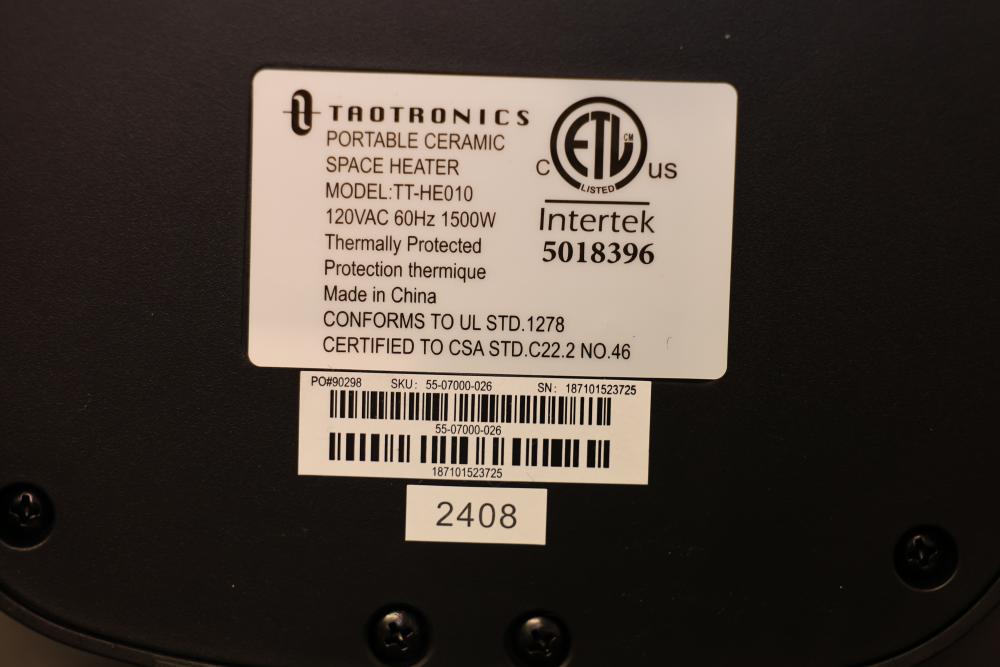 TAOTRONICS
PORTABLE CERAMIC
SPACE HEATER
MODEL:TT-HE010
120VAC 60Hz 1500W
Thermally Protected
Protection thermique
Made in China
CONFORMS TO UL STD.1278
CERTIFIED TO CSA STD.C22.2 NO.46
C ETL CM US
LISTED
Intertek
5018396
PO#90298 SKU: 55-07000-026 SN: 187101523725
55-07000-026
187101523725
2408